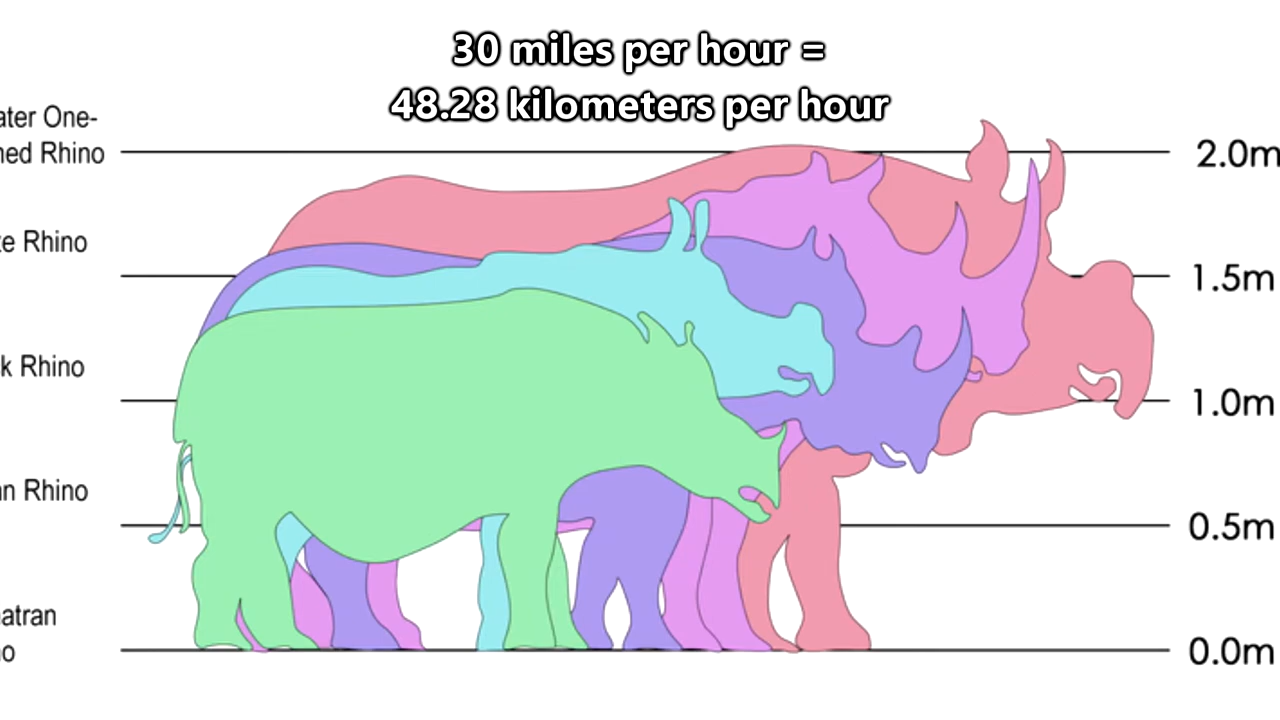 30 miles per hour =
48.28 kilometers per hour
ater One-
ned Rhino
2.0m
te Rhino
1.5m
k Rhino
1.0m
an Rhino
0.5m
atran
no
0.0m